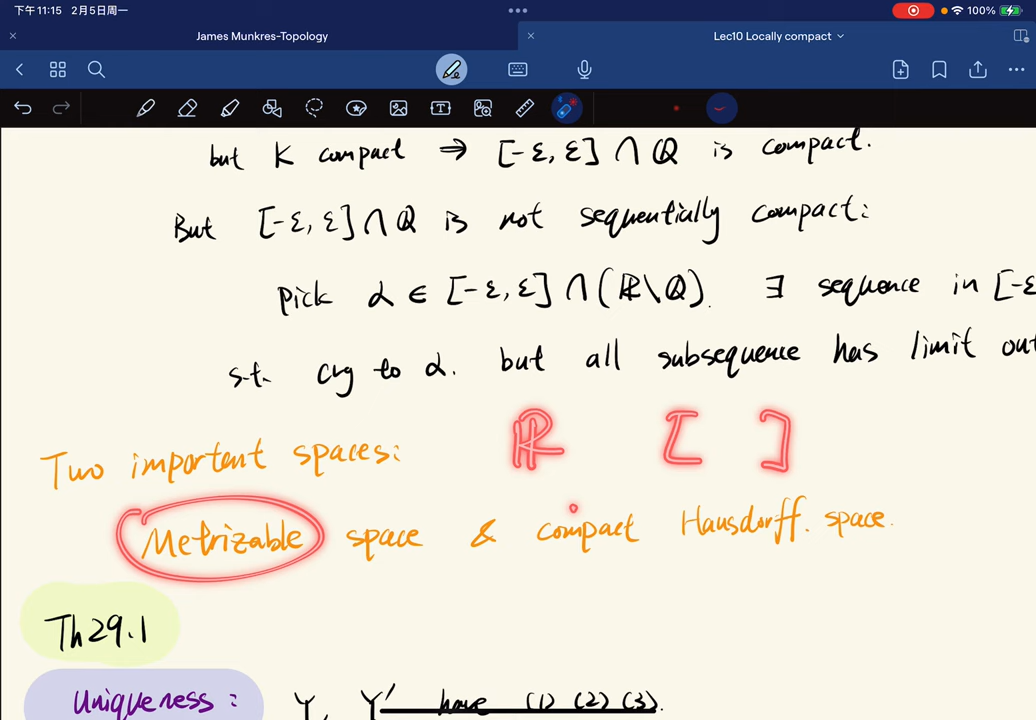 下午11:15 2月5日周一
100%
James Munkres-Topology
Lec10 Locally compact
but K compact ⇒ [-ε, ε] ∩ ℚ is compact.
But [-ε, ε] ∩ ℚ is not sequentially compact:
pick α ∈ [-ε, ε] ∩ (ℝ\ℚ). ∃ sequence in [-ε
s.t. cvg to α. but all subsequence has limit out
ℝ [ ]
Two important spaces:
Metrizable space & compact Hausdorff. space.
Th29.1
Uniqueness: Y, Y' have (1) (2) (3).